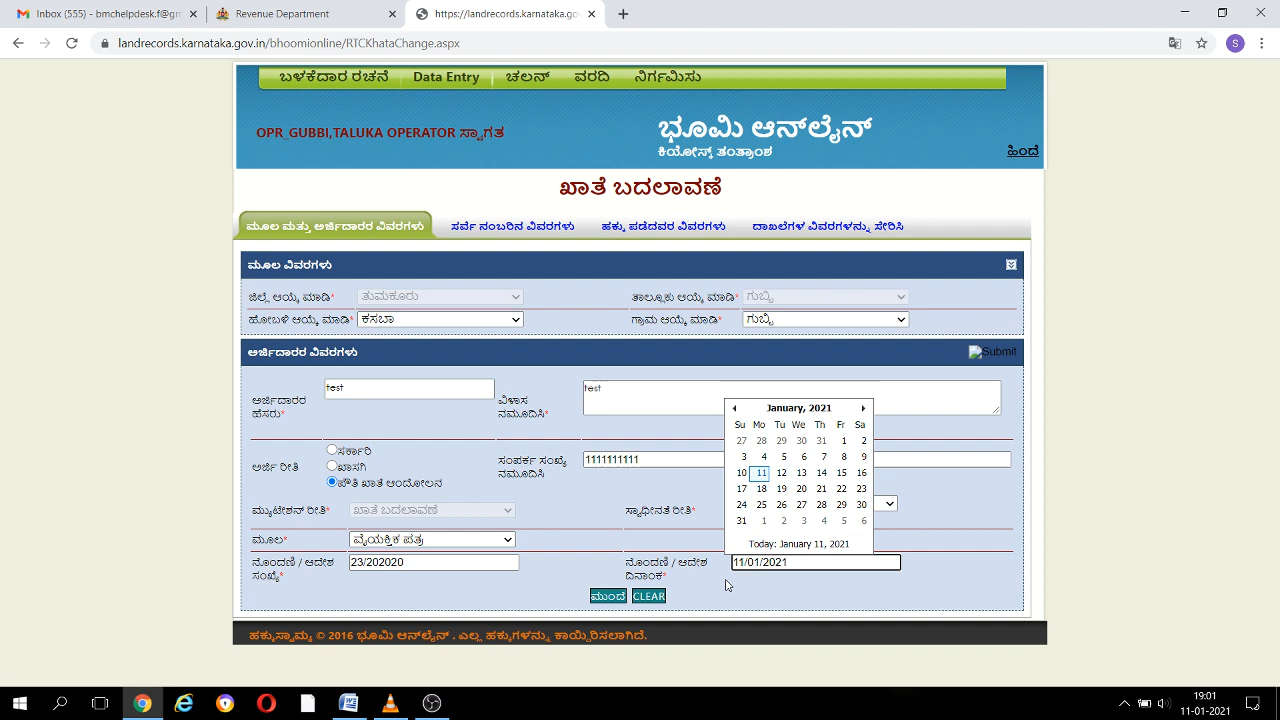 Inbox (555) - bmchelpdesk.f@gm
Revenue Department
https://landrecords.karnataka.gov.in
landrecords.karnataka.gov.in/bhoomionline/RTCKhataChange.aspx
S
ಬಳಕೆದಾರ ರಚನೆ Data Entry ಚಲನ್ ವರದಿ ನಿರ್ಗಮಿಸು
OPR_GUBBI,TALUKA OPERATOR ಸ್ವಾಗತ
ಭೂಮಿ ಆನ್‌ಲೈನ್
ಕಿಯೋಸ್ಕ್ ತಂತ್ರಾಂಶ
ಹಿಂದೆ
ಖಾತೆ ಬದಲಾವಣೆ
ಮೂಲ ಮತ್ತು ಅರ್ಜಿದಾರರ ವಿವರಗಳು ಸರ್ವೆ ನಂಬರಿನ ವಿವರಗಳು ಹಕ್ಕು ಪಡೆದವರ ವಿವರಗಳು ದಾಖಲೆಗಳ ವಿವರಗಳನ್ನು ಸೇರಿಸಿ
ಮೂಲ ವಿವರಗಳು
ಜಿಲ್ಲೆ ಆಯ್ಕೆ ಮಾಡಿ* ತುಮಕೂರು ತಾಲ್ಲೂಕು ಆಯ್ಕೆ ಮಾಡಿ* ಗುಬ್ಬಿ
ಹೋಬಳಿ ಆಯ್ಕೆ ಮಾಡಿ* ಕಸಬಾ ಗ್ರಾಮ ಆಯ್ಕೆ ಮಾಡಿ* ಗುಬ್ಬಿ
ಅರ್ಜಿದಾರರ ವಿವರಗಳು Submit
ಅರ್ಜಿದಾರರ ಹೆಸರು* test ವಿಳಾಸ ನಮೂದಿಸಿ* test
ಅರ್ಜಿ ರೀತಿ ಸರ್ಕಾರಿ
ಖಾಸಗಿ
ಪೌತಿ ಖಾತೆ ಆಂದೋಲನ
ಸಂಪರ್ಕ ಸಂಖ್ಯೆ ನಮೂದಿಸಿ 1111111111
ಮ್ಯುಟೇಶನ್ ರೀತಿ* ಖಾತೆ ಬದಲಾವಣೆ ಸ್ವಾಧೀನತೆ ರೀತಿ*
ಮೂಲ* ವೈಯಕ್ತಿಕ ಪತ್ರ
ನೊಂದಣಿ / ಆದೇಶ ಸಂಖ್ಯೆ* 23/202020 ನೊಂದಣಿ / ಆದೇಶ ದಿನಾಂಕ* 11/01/2021
January, 2021
Su Mo Tu We Th Fr Sa
27 28 29 30 31 1 2
3 4 5 6 7 8 9
10 11 12 13 14 15 16
17 18 19 20 21 22 23
24 25 26 27 28 29 30
31 1 2 3 4 5 6
Today: January 11, 2021
ಮುಂದೆ CLEAR
ಹಕ್ಕುಸ್ವಾಮ್ಯ © 2016 ಭೂಮಿ ಆನ್‌ಲೈನ್ . ಎಲ್ಲ ಹಕ್ಕುಗಳನ್ನು ಕಾಯ್ದಿರಿಸಲಾಗಿದೆ.
19:01
11-01-2021